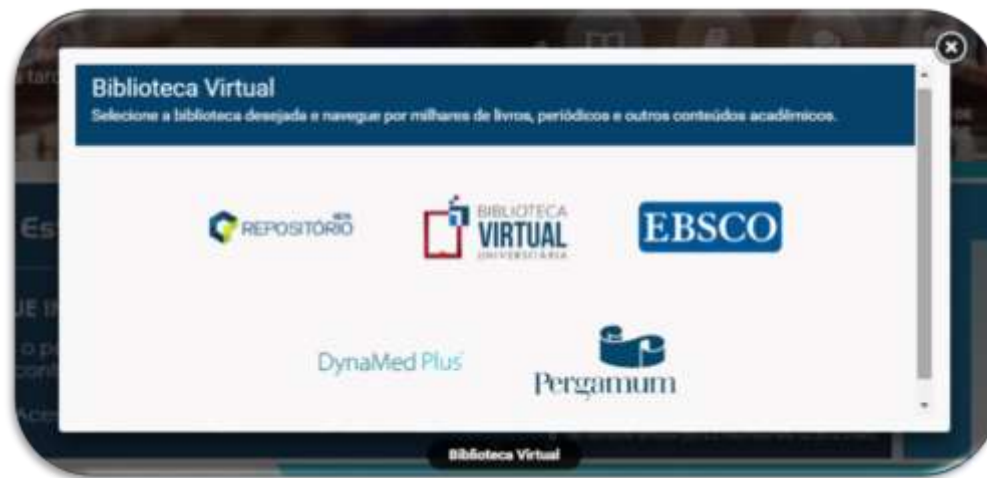 Biblioteca Virtual
Selecione a biblioteca desejada e navegue por milhares de livros, periódicos e outros conteúdos acadêmicos.
REPOSITÓRIO
BIBLIOTECA
VIRTUAL
UNIVERSITÁRIA
EBSCO
DynaMed Plus
Pergamum
Biblioteca Virtual